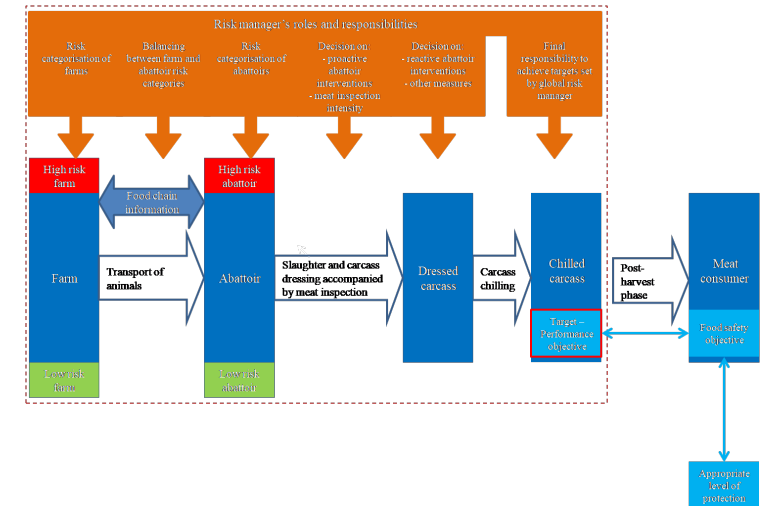 Risk manager's roles and responsibilities
Risk
categorisation of
farms
Balancing
between farm and
abattoir risk
categories
Risk
categorisation of
abattoirs
Decision on
- proactive
abattoir
interventions
- meat inspection
intensity
Decision on
- reactive abattoir
interventions
- other measures
Final
responsibility to
achieve targets set
by global risk
manager
High risk
farm
Food chain
information
High risk
abattoir
Farm
Transport of
animals
Abattoir
Slaughter and carcass
dressing accompanied
by meat inspection
Dressed
carcass
Carcass
chilling
Chilled
carcass
Post-
harvest
phase
Meat
consumer
Target –
Performance
objective
Food safety
objective
Low risk
farm
Low risk
abattoir
Appropriate
level of
protection